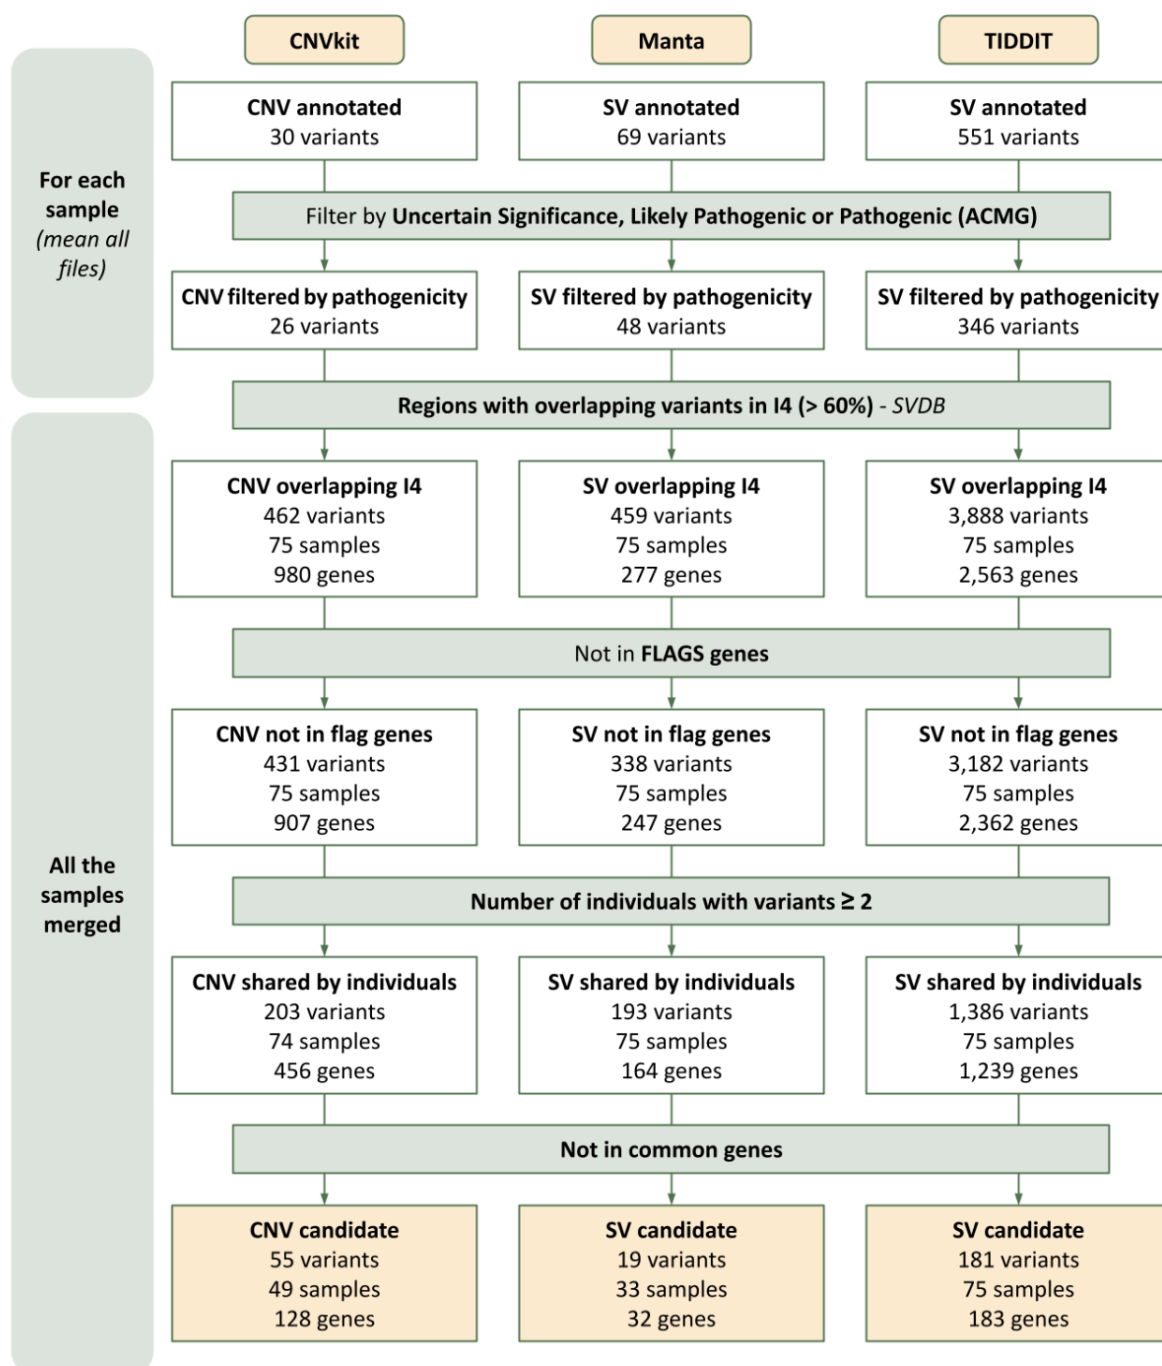 CNVkit
Manta
TIDDIT
For each
sample
(mean all
files)
CNV annotated
30 variants
SV annotated
69 variants
SV annotated
551 variants
Filter by Uncertain Significance, Likely Pathogenic or Pathogenic (ACMG)
CNV filtered by pathogenicity
26 variants
SV filtered by pathogenicity
48 variants
SV filtered by pathogenicity
346 variants
All the
samples
merged
Regions with overlapping variants in I4 (> 60%) - SVDB
CNV overlapping I4
462 variants
75 samples
980 genes
SV overlapping I4
459 variants
75 samples
277 genes
SV overlapping I4
3,888 variants
75 samples
2,563 genes
Not in FLAGS genes
CNV not in flag genes
431 variants
75 samples
907 genes
SV not in flag genes
338 variants
75 samples
247 genes
SV not in flag genes
3,182 variants
75 samples
2,362 genes
Number of individuals with variants ≥ 2
CNV shared by individuals
203 variants
74 samples
456 genes
SV shared by individuals
193 variants
75 samples
164 genes
SV shared by individuals
1,386 variants
75 samples
1,239 genes
Not in common genes
CNV candidate
55 variants
49 samples
128 genes
SV candidate
19 variants
33 samples
32 genes
SV candidate
181 variants
75 samples
183 genes